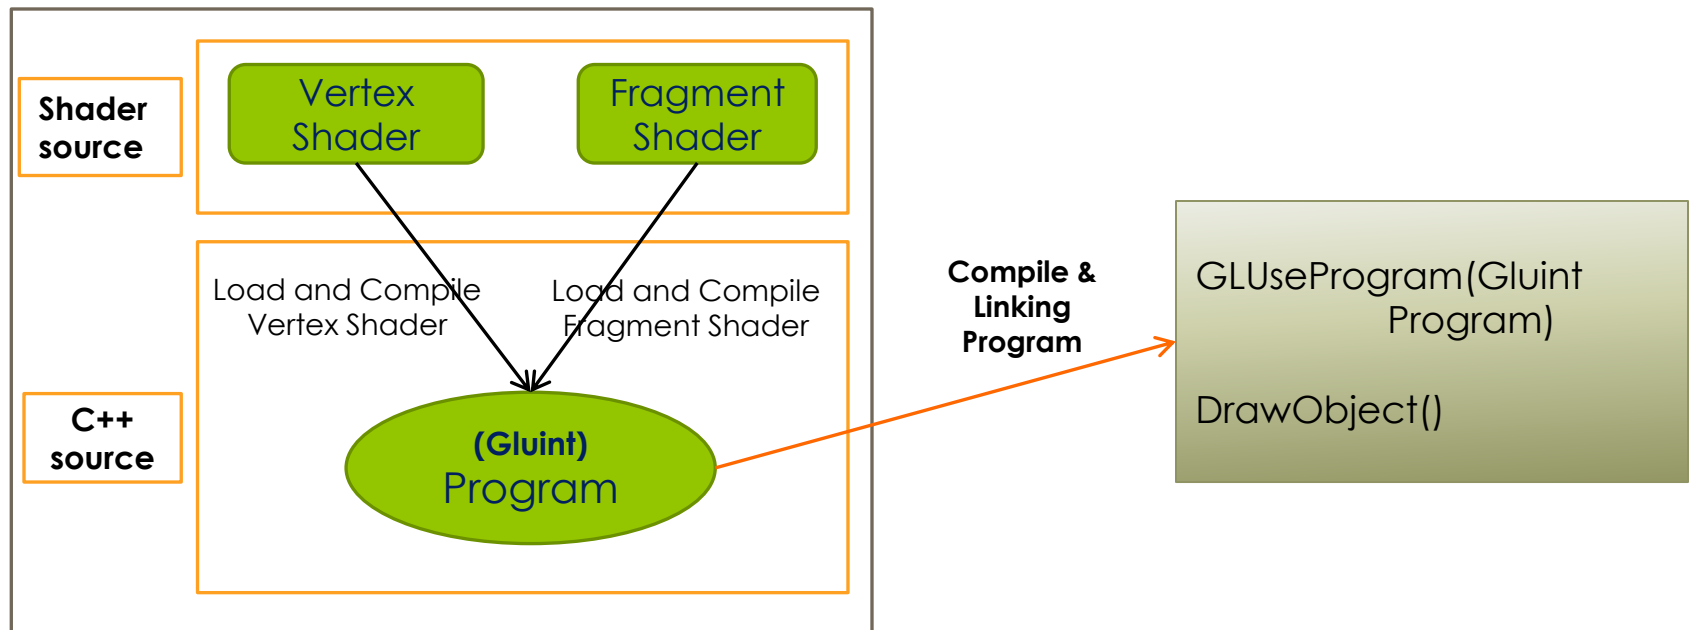 Shader
source
Vertex
Shader
Fragment
Shader
Load and Compile
Vertex Shader
Load and Compile
Fragment Shader
C++
source
(Gluint)
Program
Compile &
Linking
Program
GLUseProgram(Gluint
Program)
DrawObject()